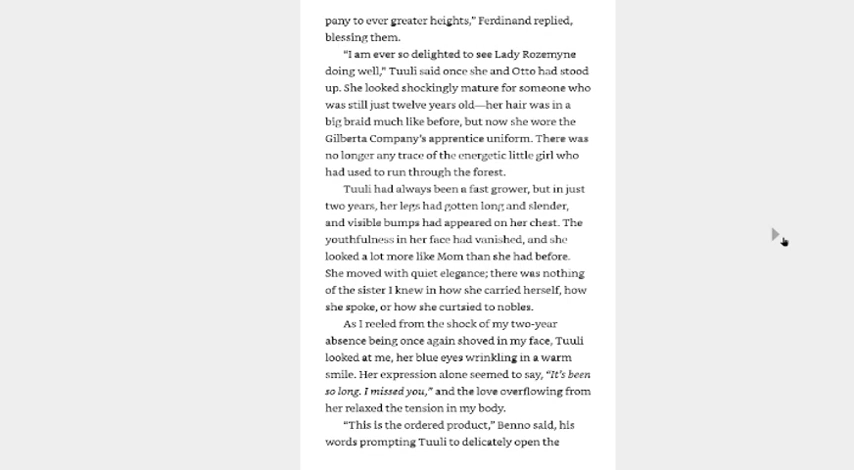 pany to ever greater heights,” Ferdinand replied,
blessing them.
“I am ever so delighted to see Lady Rozemyne
doing well,” Tuuli said once she and Otto had stood
up. She looked shockingly mature for someone who
was still just twelve years old—her hair was in a
big braid much like before, but now she wore the
Gilberta Company’s apprentice uniform. There was
no longer any trace of the energetic little girl who
had used to run through the forest.
Tuuli had always been a fast grower, but in just
two years, her legs had gotten long and slender,
and visible bumps had appeared on her chest. The
youthfulness in her face had vanished, and she
looked a lot more like Mom than she had before.
She moved with quiet elegance; there was nothing
of the sister I knew in how she carried herself, how
she spoke, or how she curtsied to nobles.
As I reeled from the shock of my two-year
absence being once again shoved in my face, Tuuli
looked at me, her blue eyes wrinkling in a warm
smile. Her expression alone seemed to say, “It’s been
so long. I missed you,” and the love overflowing from
her relaxed the tension in my body.
“This is the ordered product,” Benno said, his
words prompting Tuuli to delicately open the